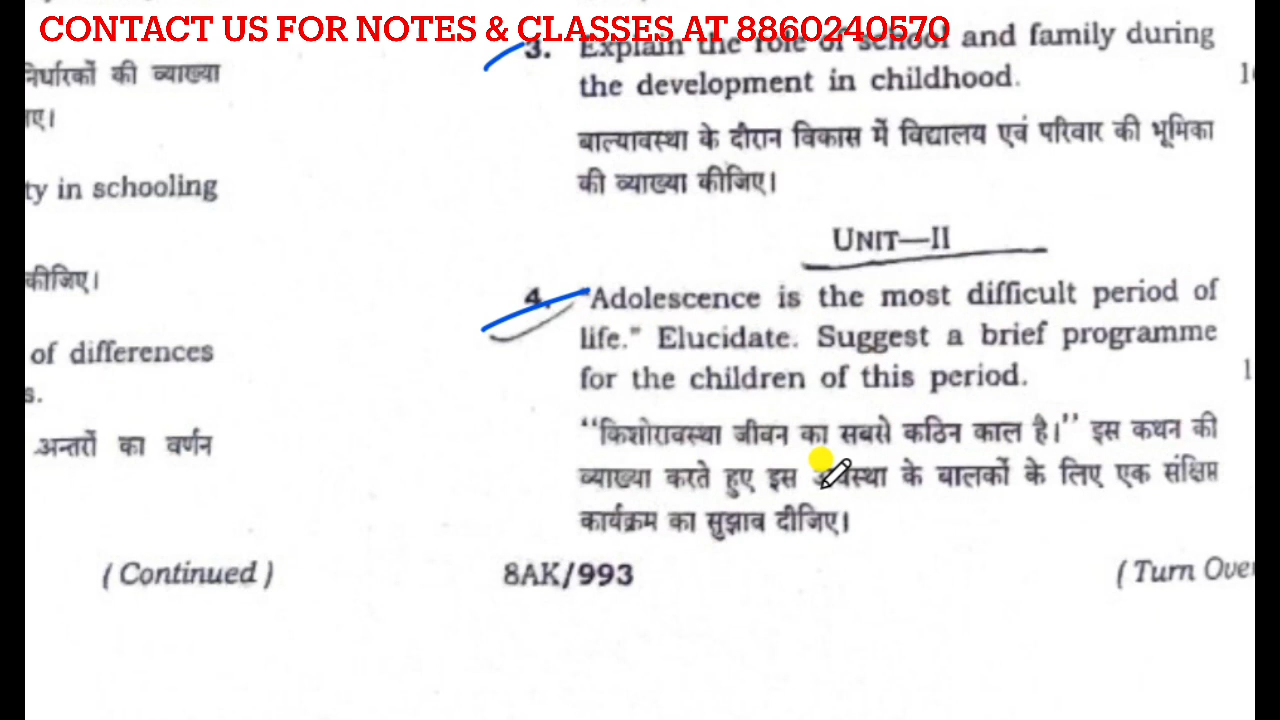 CONTACT US FOR NOTES & CLASSES AT 8860240570
निर्धारकों की व्याख्या
ty in schooling
कीजिए।
of differences
s.
अन्तरों का वर्णन
( Continued )
3. Explain the role of school and family during
the development in childhood.
बाल्यावस्था के दौरान विकास में विद्यालय एवं परिवार की भूमिका
की व्याख्या कीजिए।
UNIT—II
4. "Adolescence is the most difficult period of
life." Elucidate. Suggest a brief programme
for the children of this period.
‘‘किशोरावस्था जीवन का सबसे कठिन काल है।’’ इस कथन की
व्याख्या करते हुए इस के बालकों के लिए एक संक्षिप्त
कार्यक्रम का सुझाव दीजिए।
8AK/993
( Turn Over